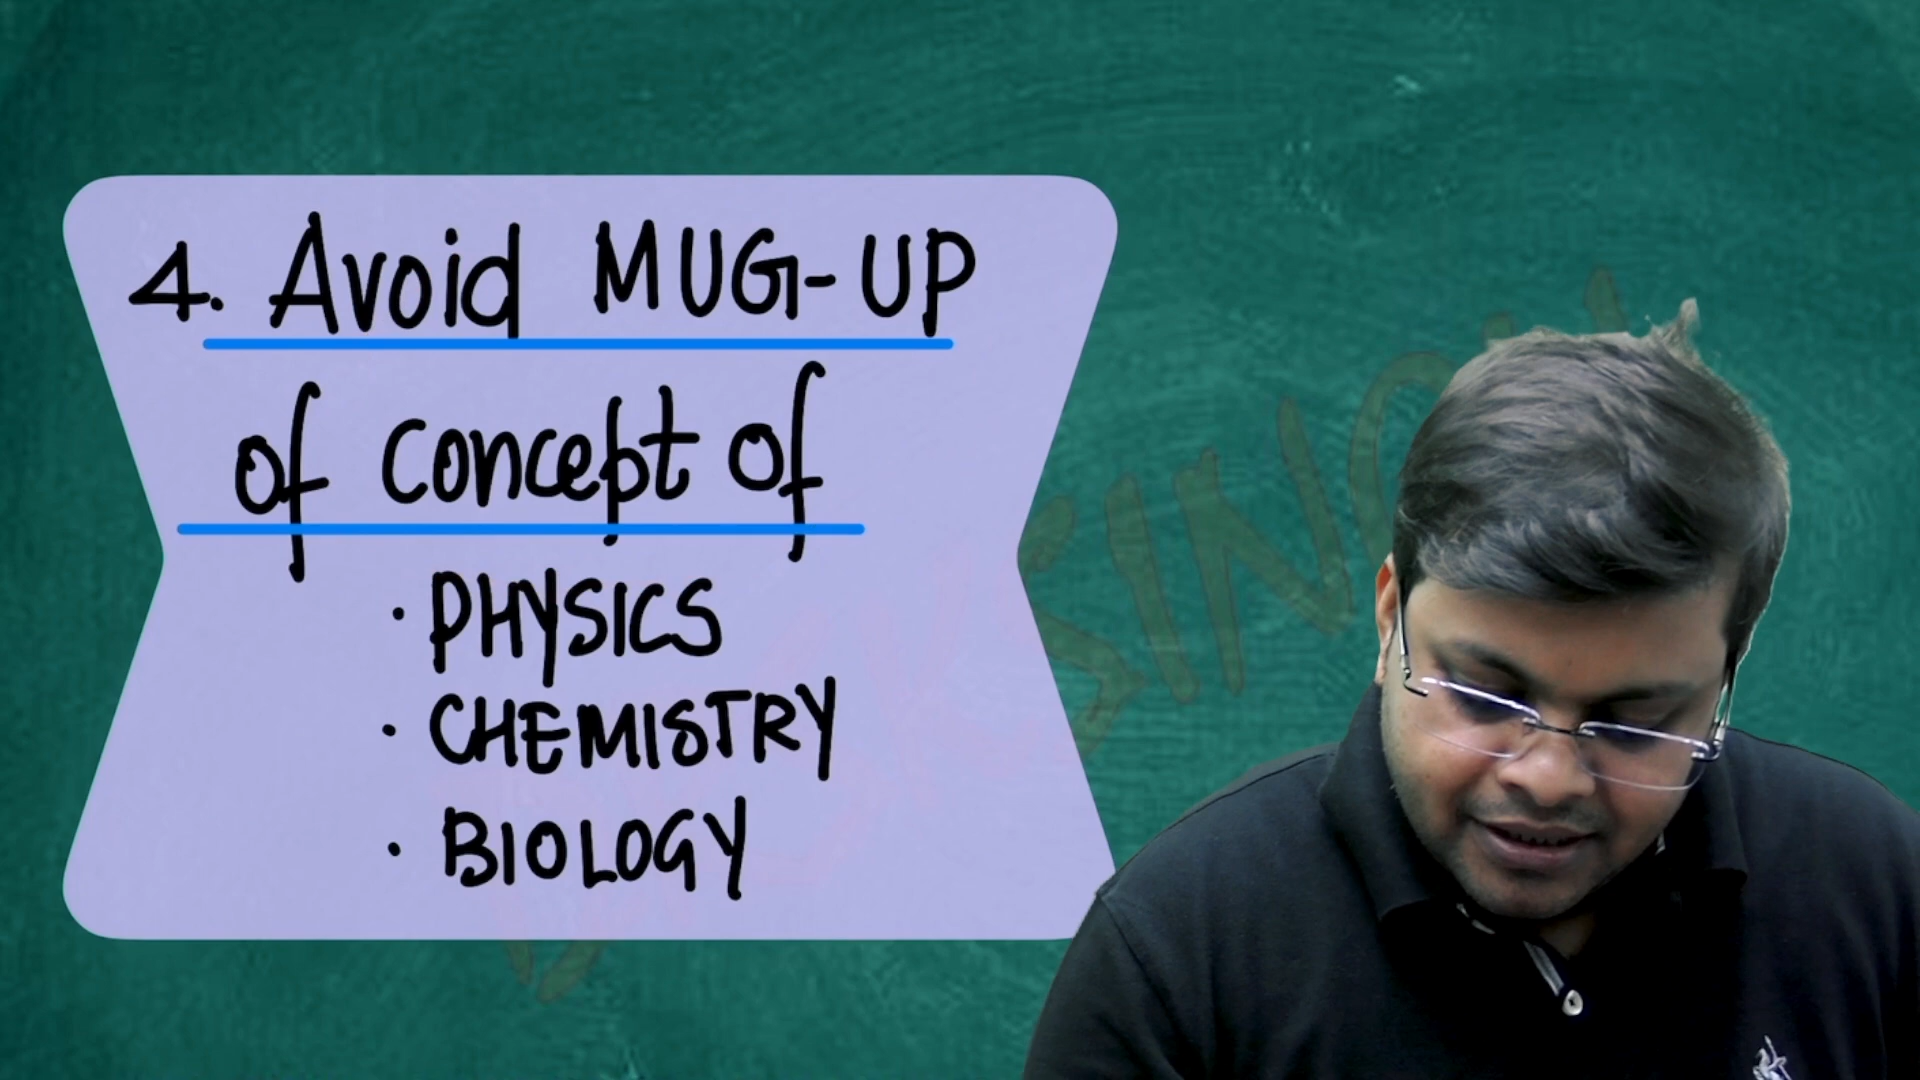 4. Avoid MUG-UP
of concept of
· PHYSICS
· CHEMISTRY
· BIOLOGY